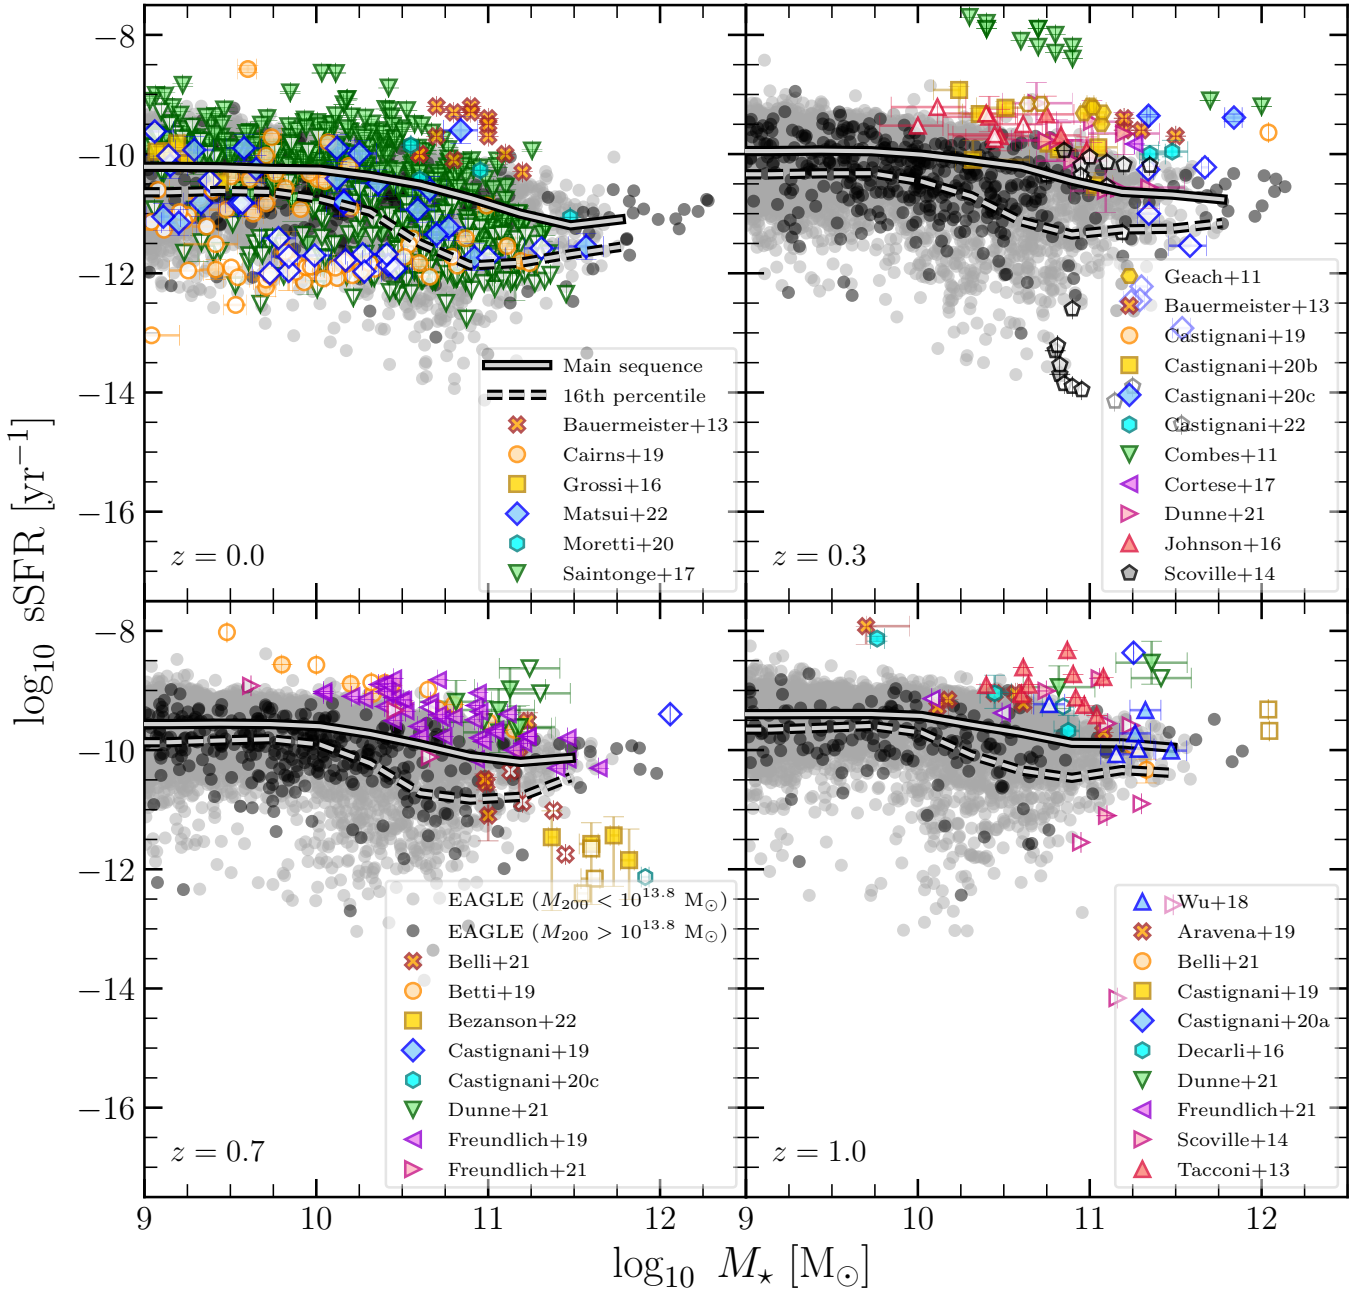 −8
−10
−12
−14
−16
z = 0.0
Main sequence
16th percentile
Bauermeister+13
Cairns+19
Grossi+16
Matsui+22
Moretti+20
Saintonge+17
10
11
12
z = 0.3
Geach+11
Bauermeister+13
Castignani+19
Castignani+20b
Castignani+20c
Castignani+22
Combes+11
Cortese+17
Dunne+21
Johnson+16
Scoville+14
log₁₀ sSFR [yr⁻¹]
−8
−10
−12
−14
−16
z = 0.7
EAGLE (M₂₀₀ < 10^13.8 M⊙)
EAGLE (M₂₀₀ > 10^13.8 M⊙)
Belli+21
Betti+19
Bezanson+22
Castignani+19
Castignani+20c
Dunne+21
Freundlich+19
Freundlich+21
z = 1.0
Wu+18
Aravena+19
Belli+21
Castignani+19
Castignani+20a
Decarli+16
Dunne+21
Freundlich+21
Scoville+14
Tacconi+13
9 10 11 12 9 10 11 12
log₁₀ M⋆ [M⊙]